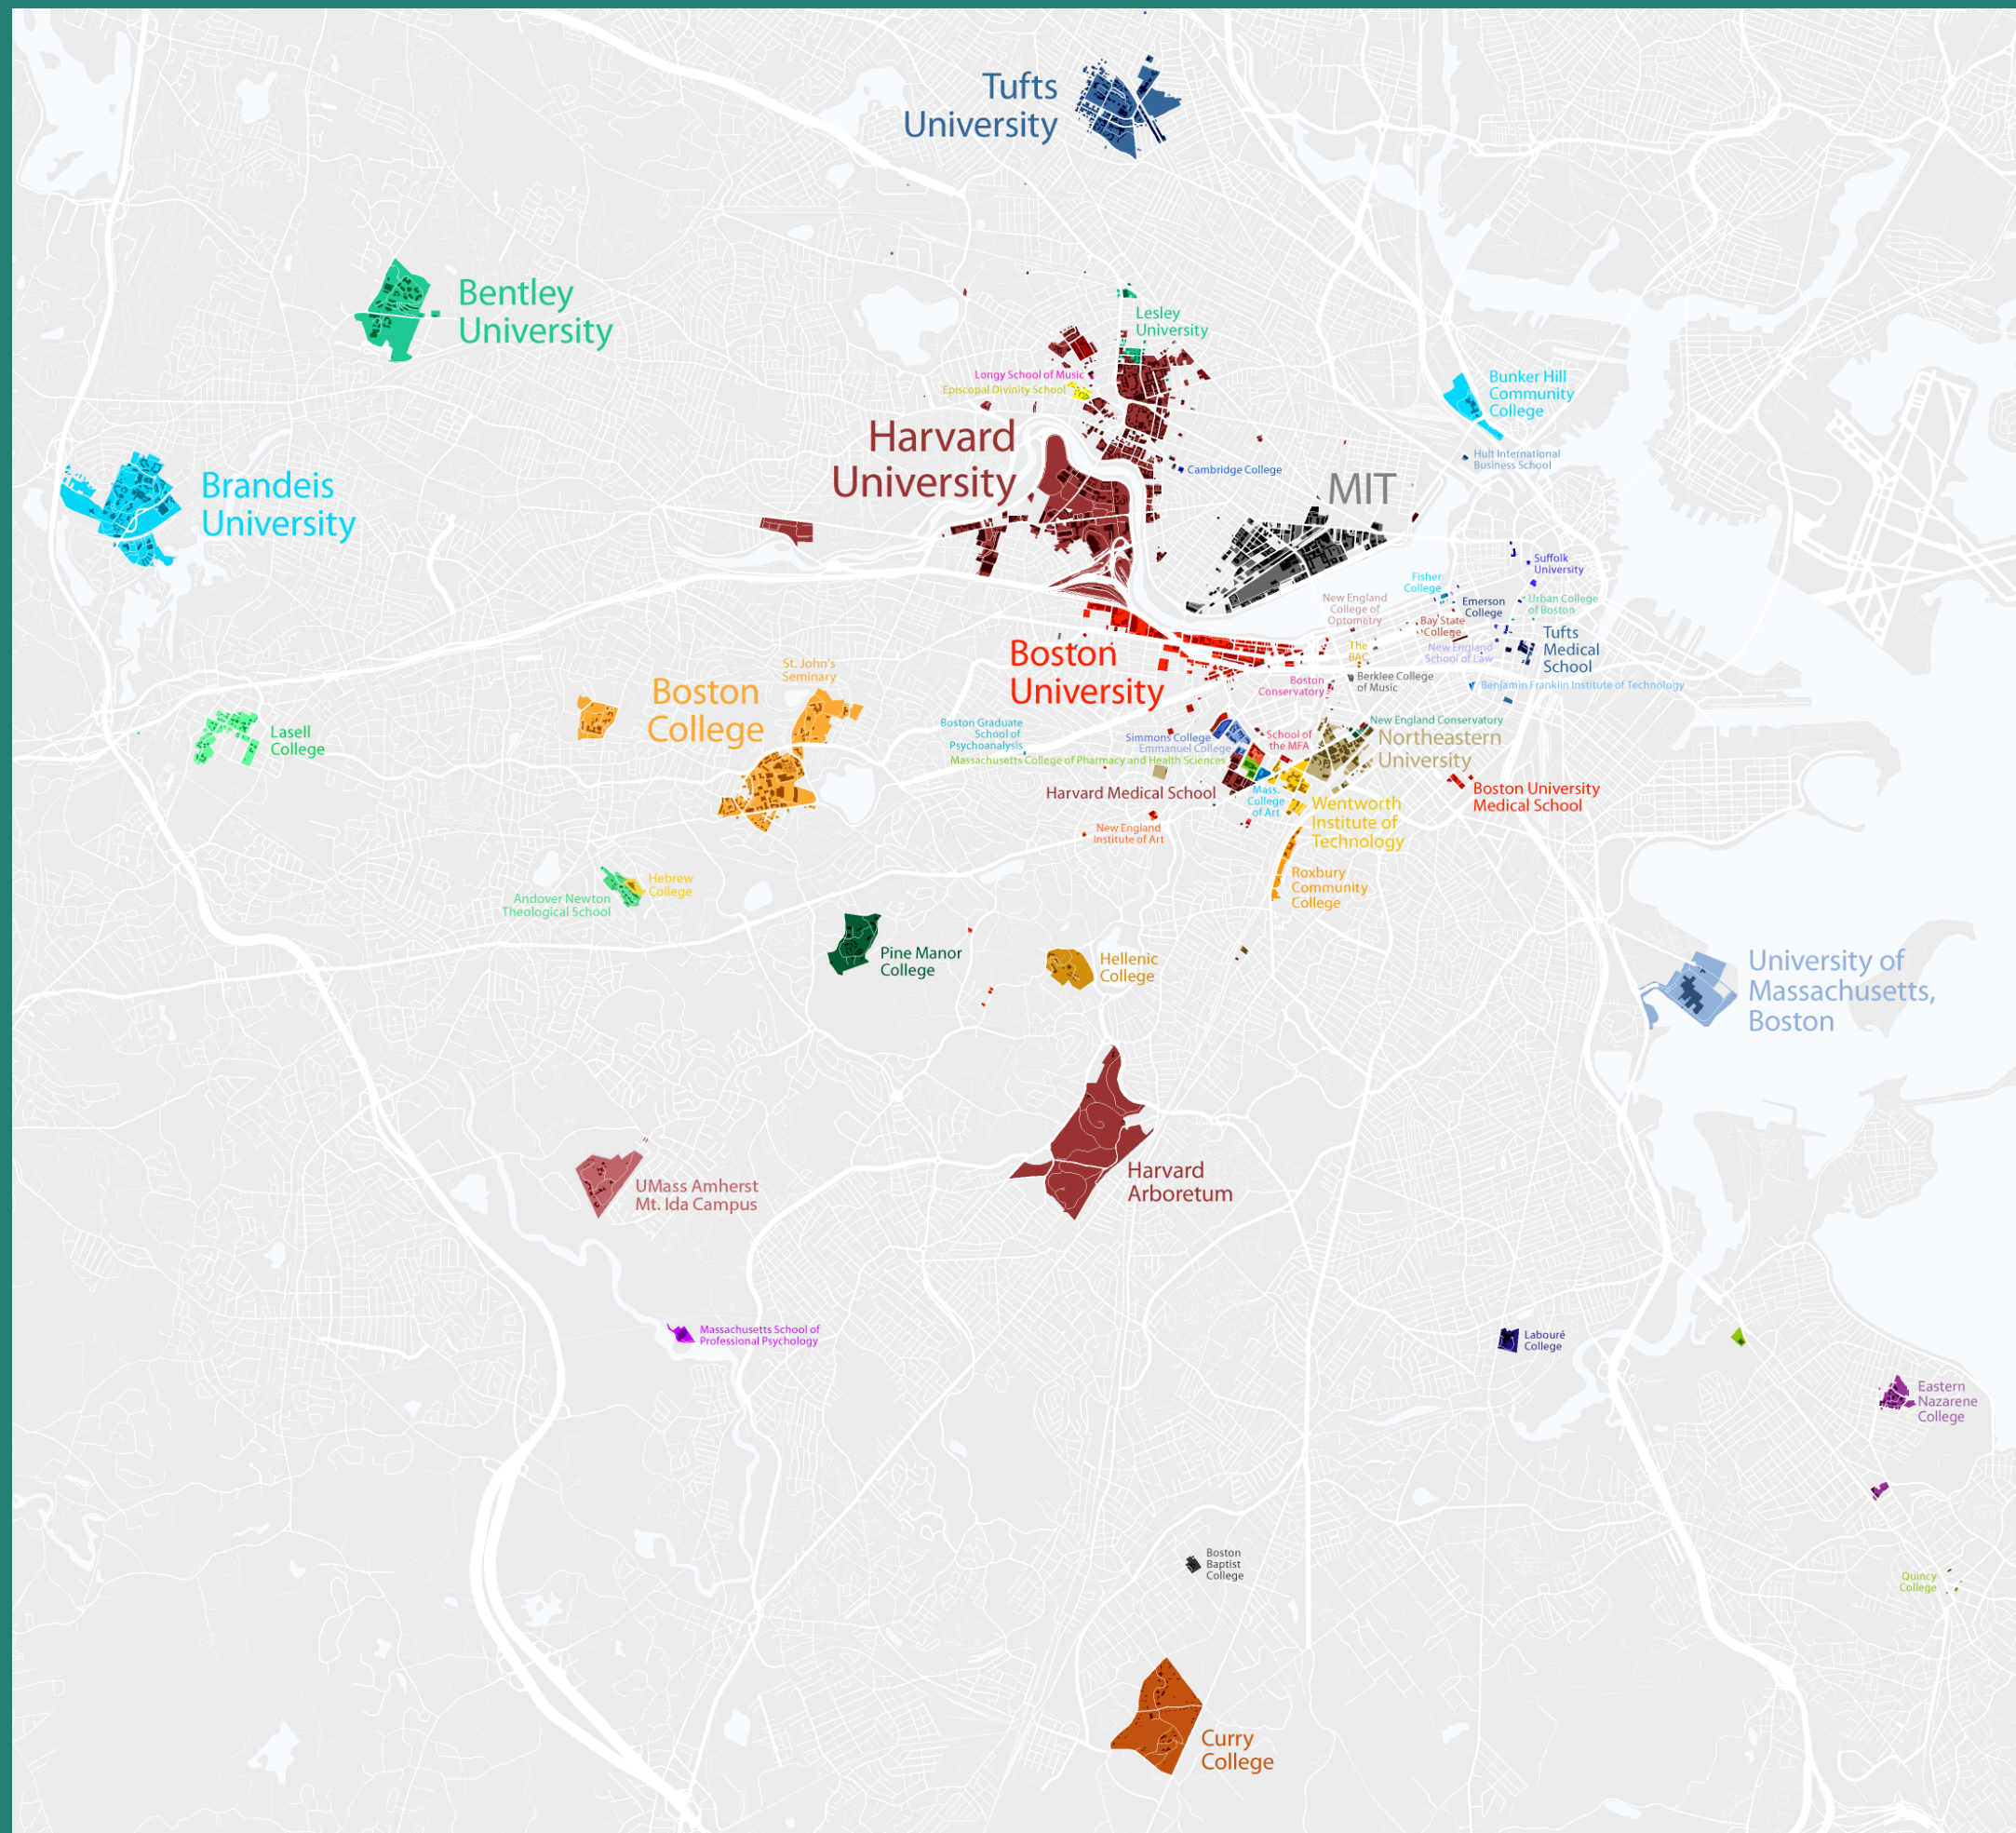 Tufts
University
Bentley
University
Lesley
University
Longy School of Music
Episcopal Divinity School
Bunker Hill
Community
College
Harvard
University
Hult International
Business School
Cambridge College
MIT
Brandeis
University
Suffolk
University
Fisher
College
New England
College of
Optometry
Emerson
College
Urban College
of Boston
Bay State
College
Tufts
Medical
School
The
BAC
New England
School of Law
Boston
University
St. John's
Seminary
Boston
College
Boston
Conservatory
Berklee College
of Music
Benjamin Franklin Institute of Technology
Lasell
College
Boston Graduate
School of
Psychoanalysis
Simmons College
Emmanuel College
School of
the MFA
New England Conservatory
Northeastern
University
Massachusetts College of Pharmacy and Health Sciences
Harvard Medical School
Mass.
College
of Art
Boston University
Medical School
Wentworth
Institute of
Technology
New England
Institute of Art
Roxbury
Community
College
Hebrew
College
Andover Newton
Theological School
Pine Manor
College
Hellenic
College
University of
Massachusetts,
Boston
Harvard
Arboretum
UMass Amherst
Mt. Ida Campus
Massachusetts School of
Professional Psychology
Labouré
College
Eastern
Nazarene
College
Boston
Baptist
College
Quincy
College
Curry
College